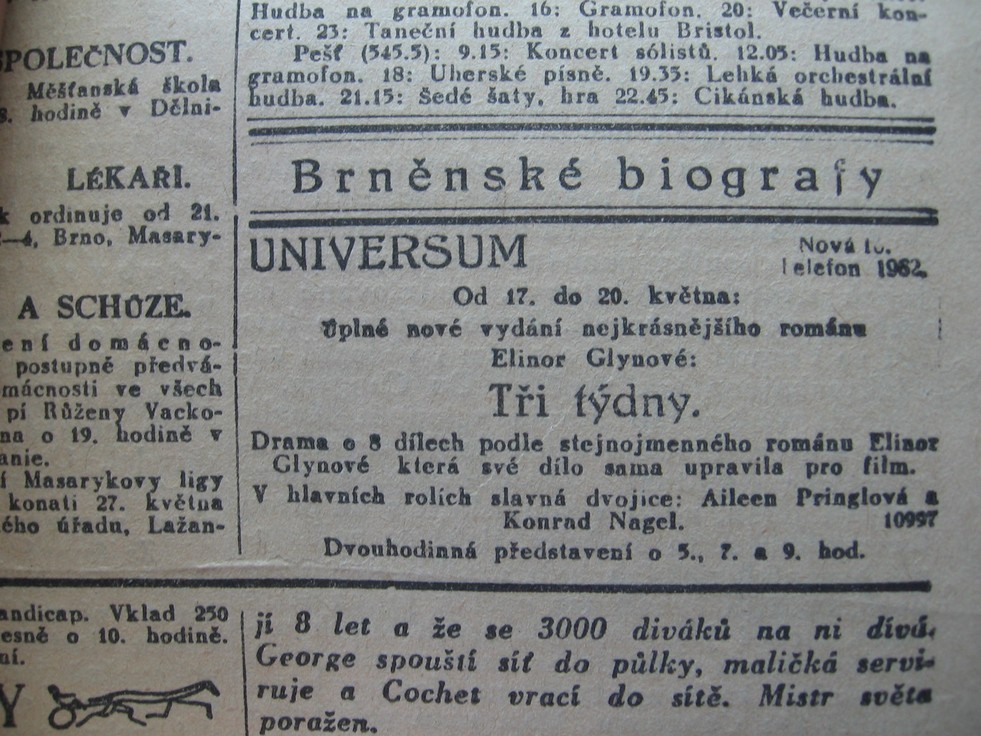 SPOLEČNOST.
Měšťanská škola
8. hodině v Dělni-
LÉKAŘI.
k ordinuje od 21.
—4, Brno, Masary-
A SCHŮZE.
ení domácno-
postupně předvá-
mácnosti ve všech
pí Růženy Vacko-
na o 19. hodině v
anie.
í Masarykovy ligy
konati 27. května
ého úřadu, Lažan-
Hudba na gramofon. 16: Gramofon. 20: Večerní kon-
cert. 23: Taneční hudba z hotelu Bristol.
Pešť (545.5): 9.15: Koncert sólistů. 12.05: Hudba na
gramofon. 18: Uherské písně. 19.35: Lehká orchestrální
hudba. 21.15: Šedé šaty, hra 22.45: Cikánská hudba.
Brněnské biografy
UNIVERSUM
Nová
Telefon 1962.
Od 17. do 20. května:
Úplné nové vydání nejkrásnějšího románu
Elinor Glynové:
Tři týdny.
Drama o 8 dílech podle stejnojmenného románu Elinor
Glynové která své dílo sama upravila pro film.
V hlavních rolích slavná dvojice: Aileen Pringlová a
Konrad Nagel. 10997
Dvouhodinná představení o 5., 7. a 9. hod.
andicap. Vklad 250
esně o 10. hodině.
ní.
Y
jí 8 let a že se 3000 diváků na ni dívá.
George spouští síť do půlky, maličká servi-
ruje a Cochet vrací do sítě. Mistr světa
poražen.